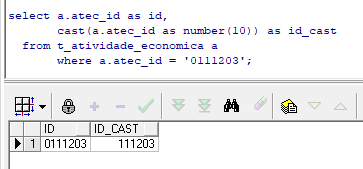 select a.atec_id as id,
cast(a.atec_id as number(10)) as id_cast
from t_atividade_economica a
where a.atec_id = '0111203';
ID ID_CAST
1 0111203 111203